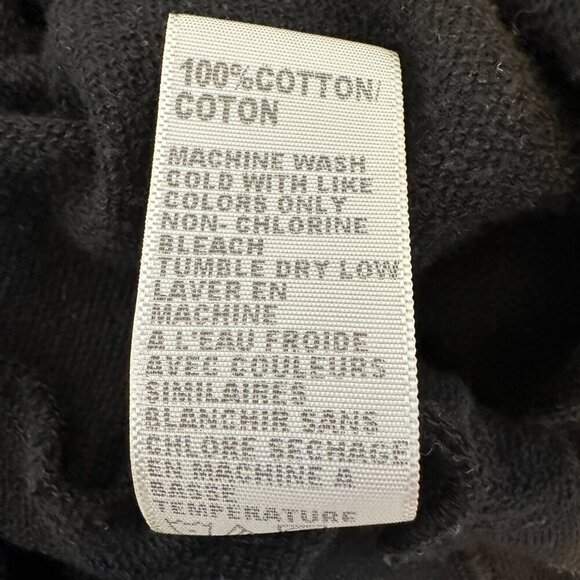 100%COTTON/
COTON
MACHINE WASH
COLD WITH LIKE
COLORS ONLY
NON- CHLORINE
BLEACH
TUMBLE DRY LOW
LAVER EN
MACHINE
A L'EAU FROIDE
AVEC COULEURS
SIMILAIRES
BLANCHIR SANS
CHLORE SECHAGE
EN MACHINE A
BASSE
TEMPERATURE